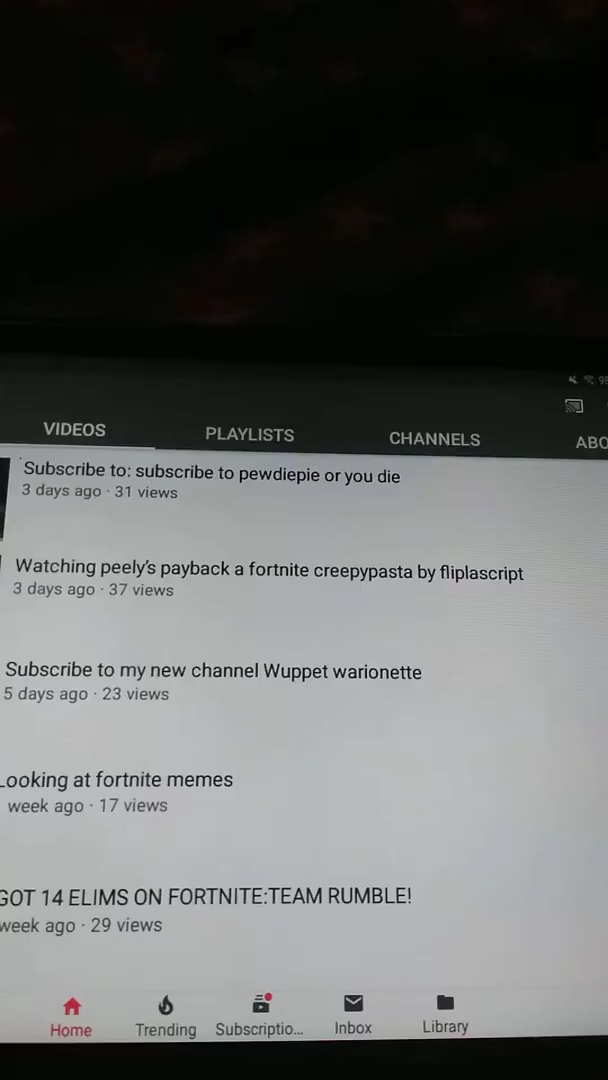 VIDEOS PLAYLISTS CHANNELS ABO
Subscribe to: subscribe to pewdiepie or you die
3 days ago · 31 views
Watching peely's payback a fortnite creepypasta by fliplascript
3 days ago · 37 views
Subscribe to my new channel Wuppet warionette
5 days ago · 23 views
Looking at fortnite memes
week ago · 17 views
GOT 14 ELIMS ON FORTNITE:TEAM RUMBLE!
week ago · 29 views
Home Trending Subscriptio... Inbox Library